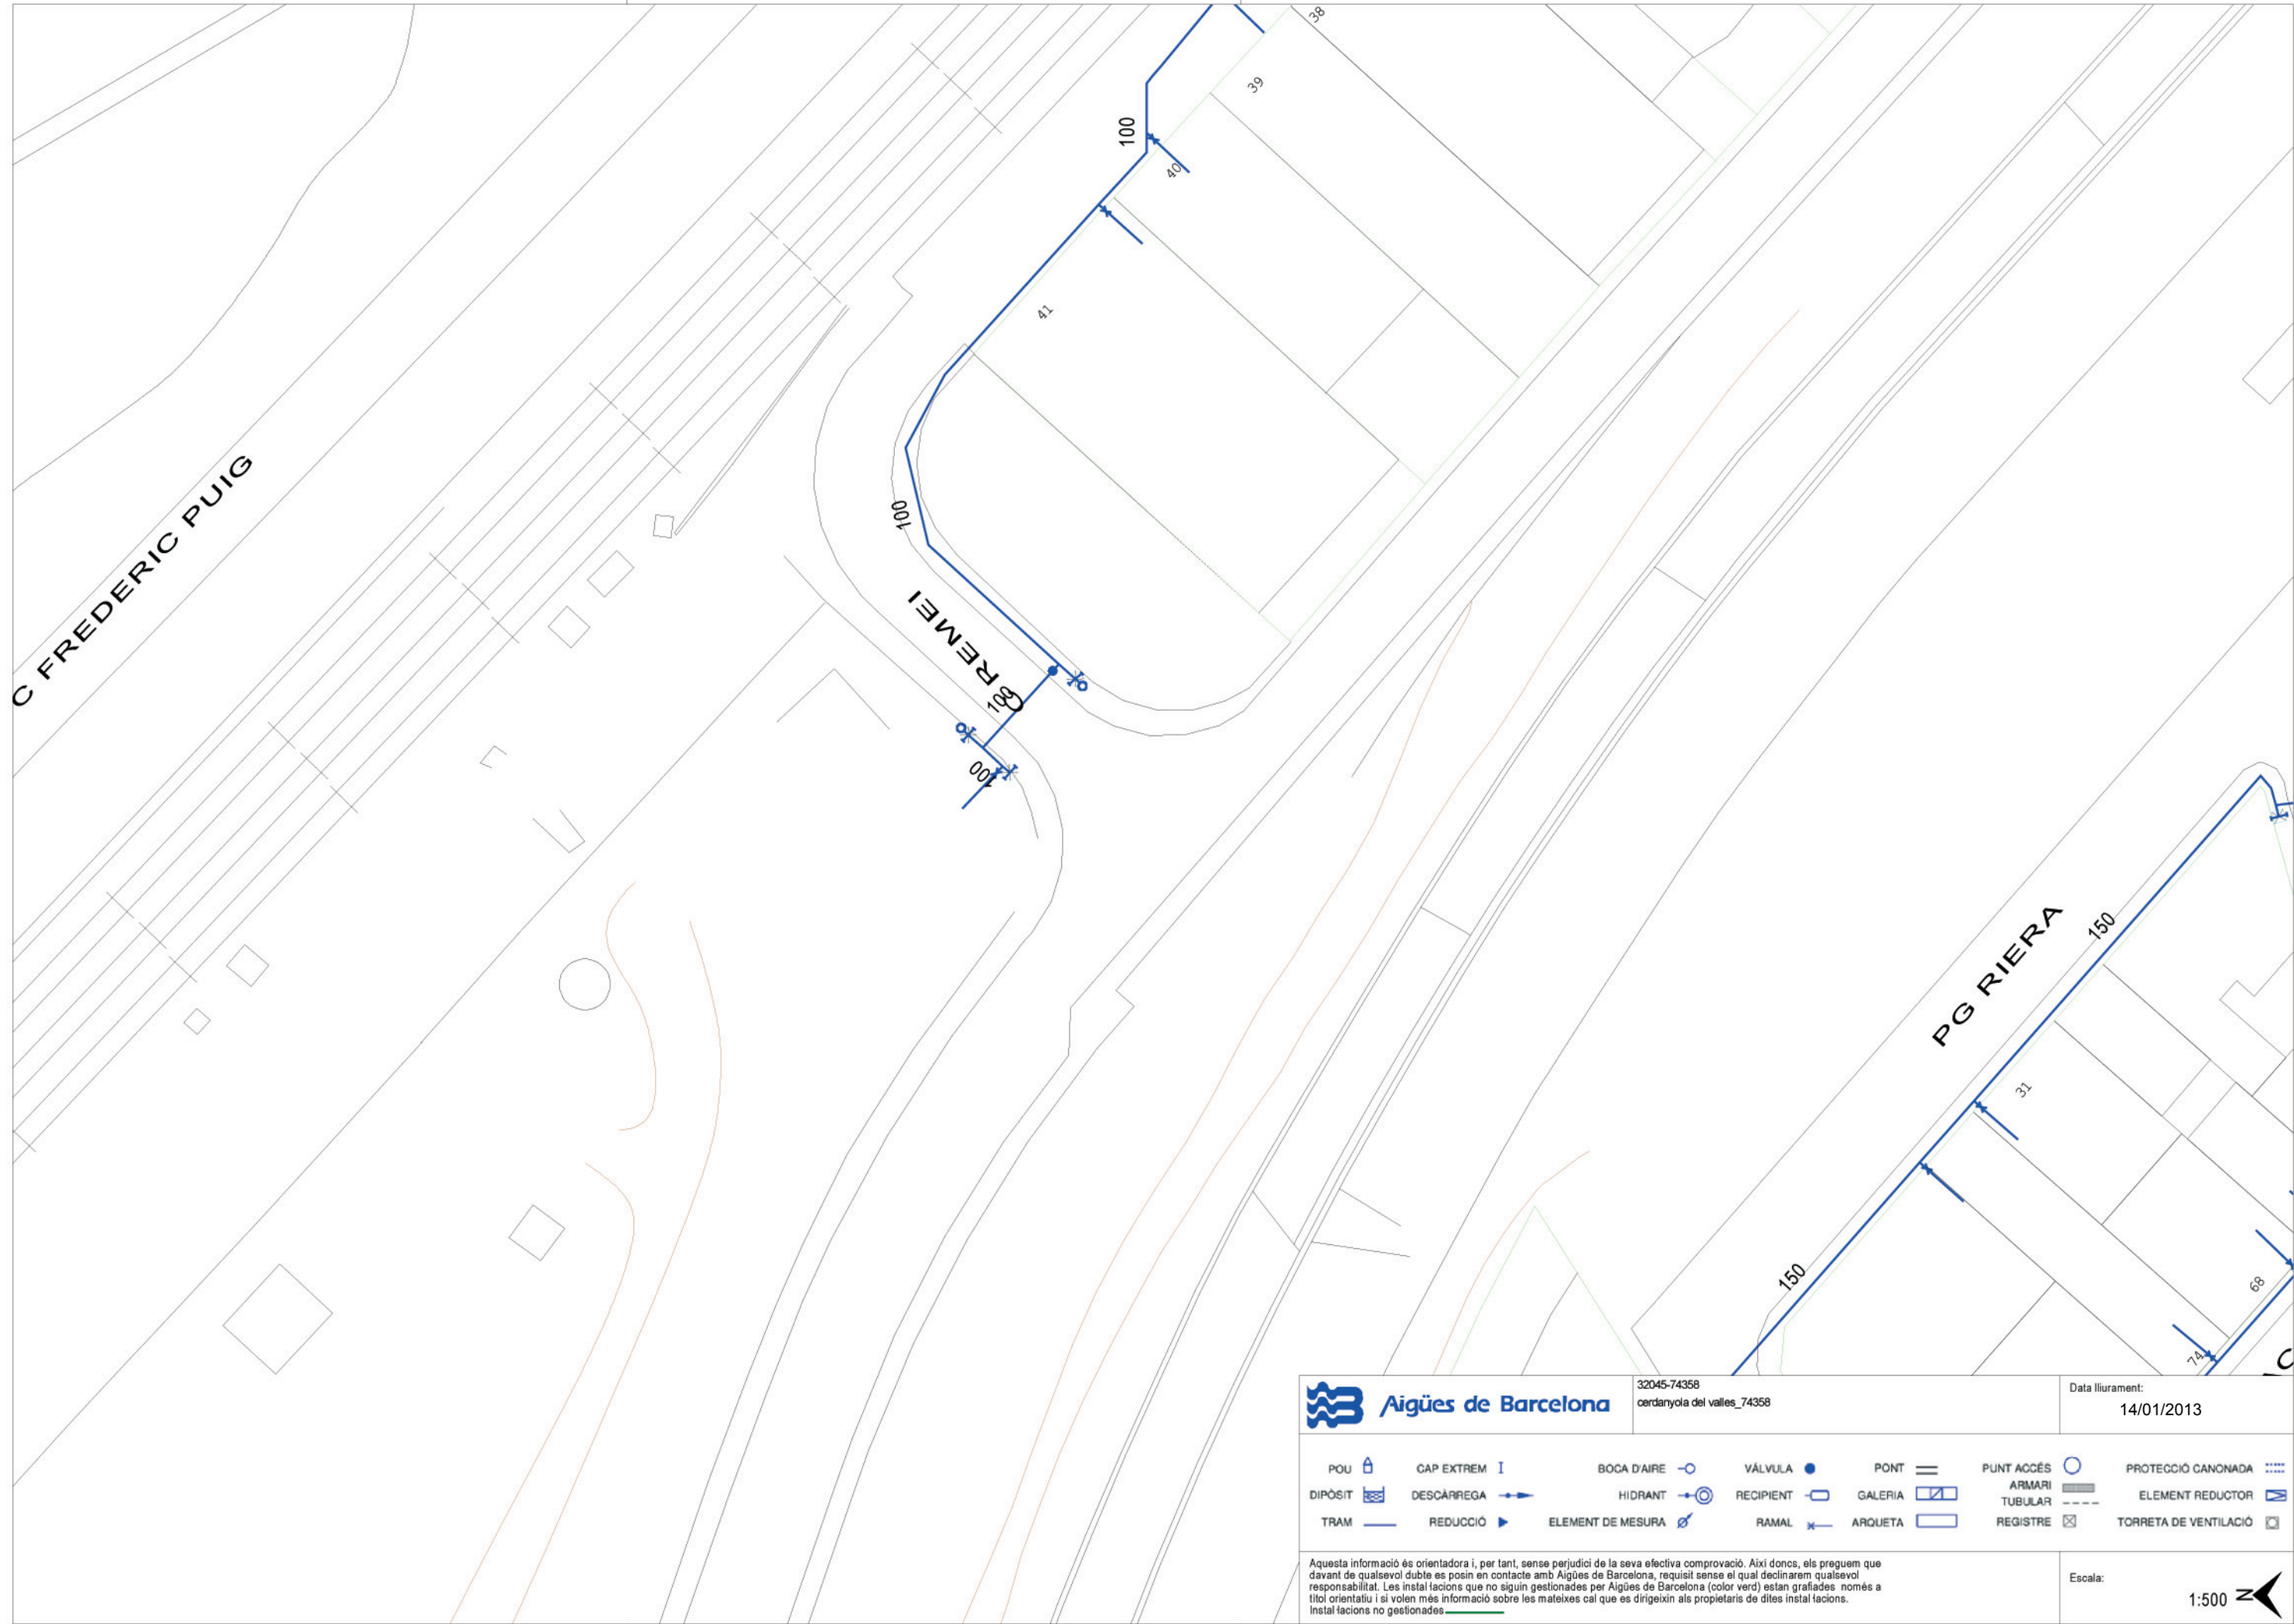 38
39
100
40
41
C FREDERIC PUIG
100
C GREMEI
100
100
PG RIERA
150
31
150
68
74
Aigües de Barcelona
32045-74358
cerdanyola del valles_74358
Data lliurament:
14/01/2013
POU
CAP EXTREM
BOCA D'AIRE
VÀLVULA
PONT
PUNT ACCÉS
PROTECCIÓ CANONADA
DIPÒSIT
DESCÀRREGA
HIDRANT
RECIPIENT
GALERIA
ARMARI
TUBULAR
ELEMENT REDUCTOR
TRAM
REDUCCIÓ
ELEMENT DE MESURA
RAMAL
ARQUETA
REGISTRE
TORRETA DE VENTILACIÓ
Aquesta informació és orientadora i, per tant, sense perjudici de la seva efectiva comprovació. Així doncs, els preguem que
davant de qualsevol dubte es posin en contacte amb Aigües de Barcelona, requisit sense el qual declinarem qualsevol
responsabilitat. Les instal·lacions que no siguin gestionades per Aigües de Barcelona (color verd) estan grafiades només a
títol orientatiu i si volen més informació sobre les mateixes cal que es dirigeixin als propietaris de dites instal·lacions.
Instal·lacions no gestionades
Escala:
1:500
N